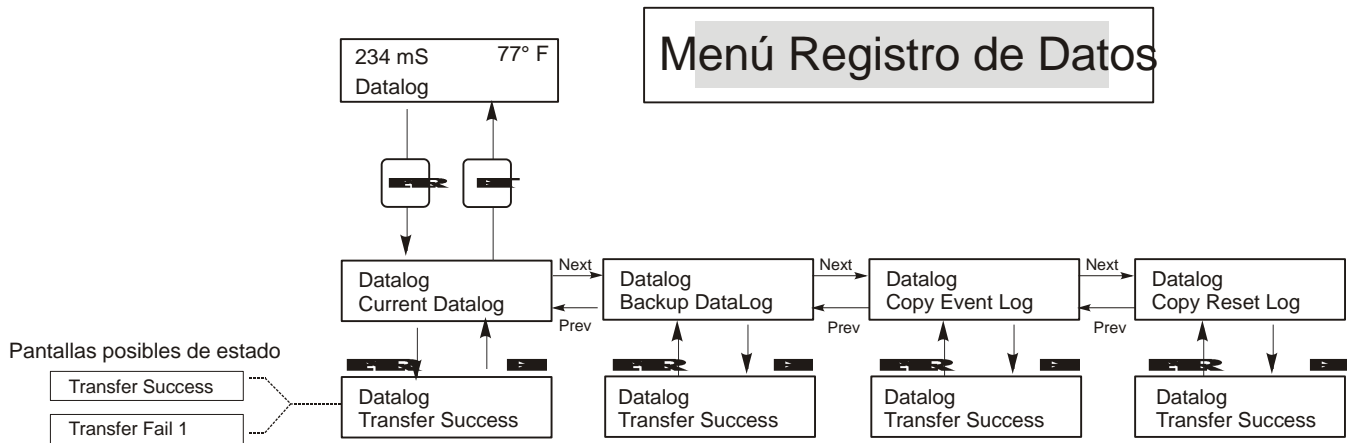 Menú Registro de Datos
234 mS 77° F
Datalog
Datalog
Current Datalog
Next
Prev
Datalog
Backup DataLog
Next
Prev
Datalog
Copy Event Log
Next
Prev
Datalog
Copy Reset Log
Pantallas posibles de estado
Transfer Success
Transfer Fail 1
Datalog
Transfer Success
Datalog
Transfer Success
Datalog
Transfer Success
Datalog
Transfer Success